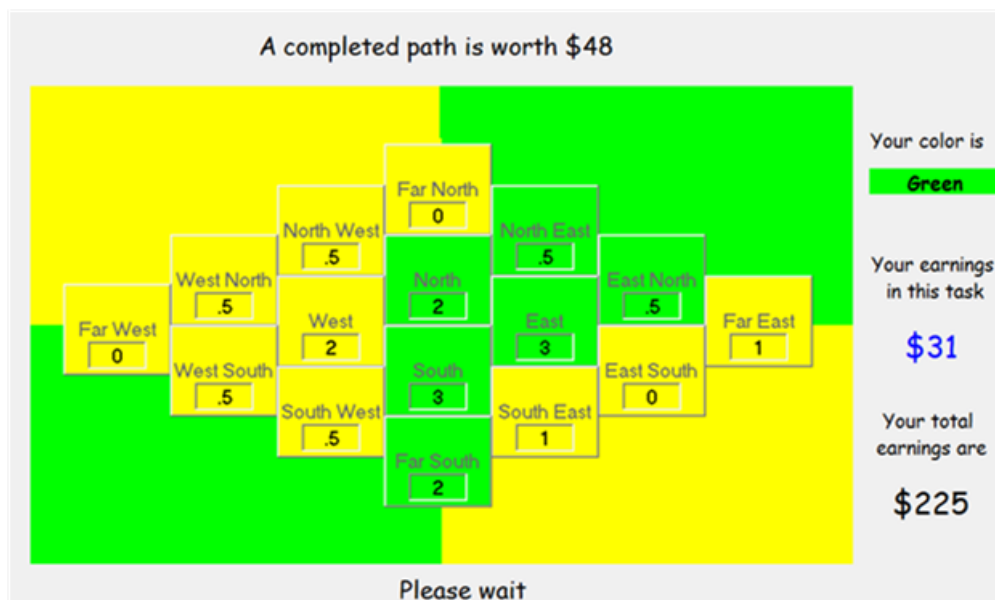 A completed path is worth $48
Your color is
Green
Far North
0
North West
.5
North East
.5
West North
.5
North
2
East North
.5
Far West
0
West
2
East
3
Far East
1
West South
.5
South
3
East South
0
South West
.5
South East
1
Far South
2
Your earnings
in this task
$31
Your total
earnings are
$225
Please wait